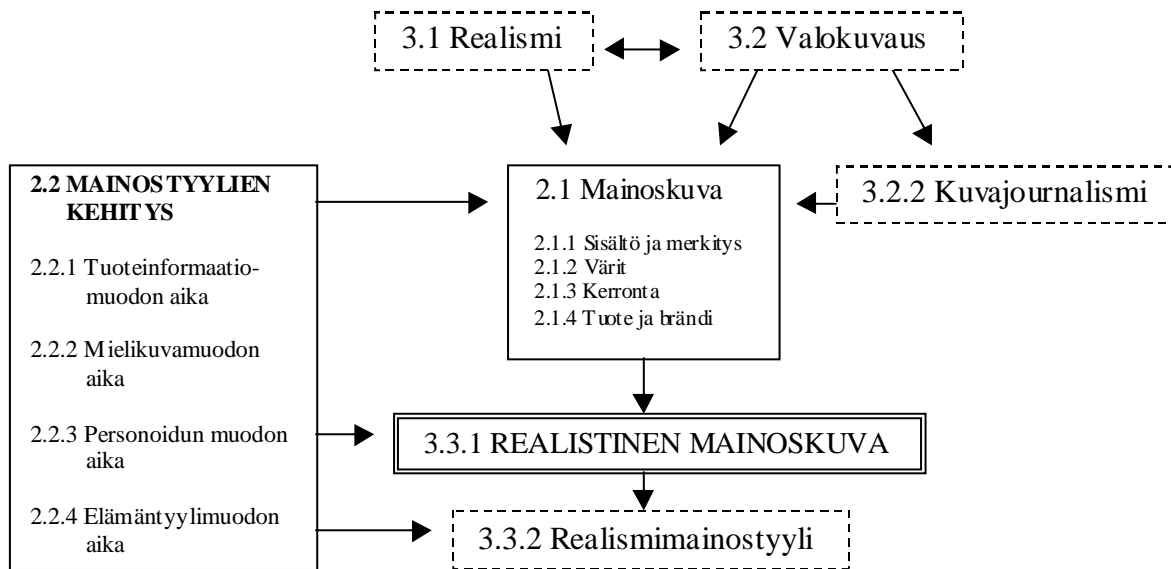 3.1 Realismi
3.2 Valokuvaus
2.2 MAINOSTYYLIEN
KEHITYS
2.2.1 Tuoteinformaatio-
muodon aika
2.2.2 Mielikuvamuodon
aika
2.2.3 Personoidun muodon
aika
2.2.4 Elämäntyylimuodon
aika
2.1 Mainoskuva
2.1.1 Sisältö ja merkitys
2.1.2 Värit
2.1.3 Kerronta
2.1.4 Tuote ja brändi
3.2.2 Kuvajournalismi
3.3.1 REALISTINEN MAINOSKUVA
3.3.2 Realismimainostyyli